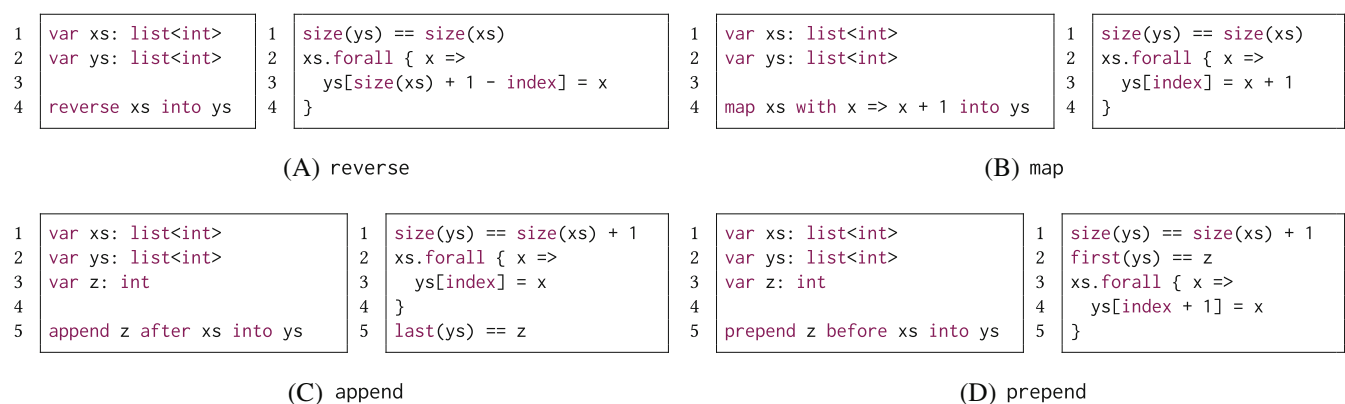 1 var xs: list<int>
2 var ys: list<int>
3
4 reverse xs into ys
1 size(ys) == size(xs)
2 xs.forall { x =>
3 ys[size(xs) + 1 - index] = x
4 }
(A) reverse
1 var xs: list<int>
2 var ys: list<int>
3
4 map xs with x => x + 1 into ys
1 size(ys) == size(xs)
2 xs.forall { x =>
3 ys[index] = x + 1
4 }
(B) map
1 var xs: list<int>
2 var ys: list<int>
3 var z: int
4
5 append z after xs into ys
1 size(ys) == size(xs) + 1
2 xs.forall { x =>
3 ys[index] = x
4 }
5 last(ys) == z
(C) append
1 var xs: list<int>
2 var ys: list<int>
3 var z: int
4
5 prepend z before xs into ys
1 size(ys) == size(xs) + 1
2 first(ys) == z
3 xs.forall { x =>
4 ys[index + 1] = x
5 }
(D) prepend